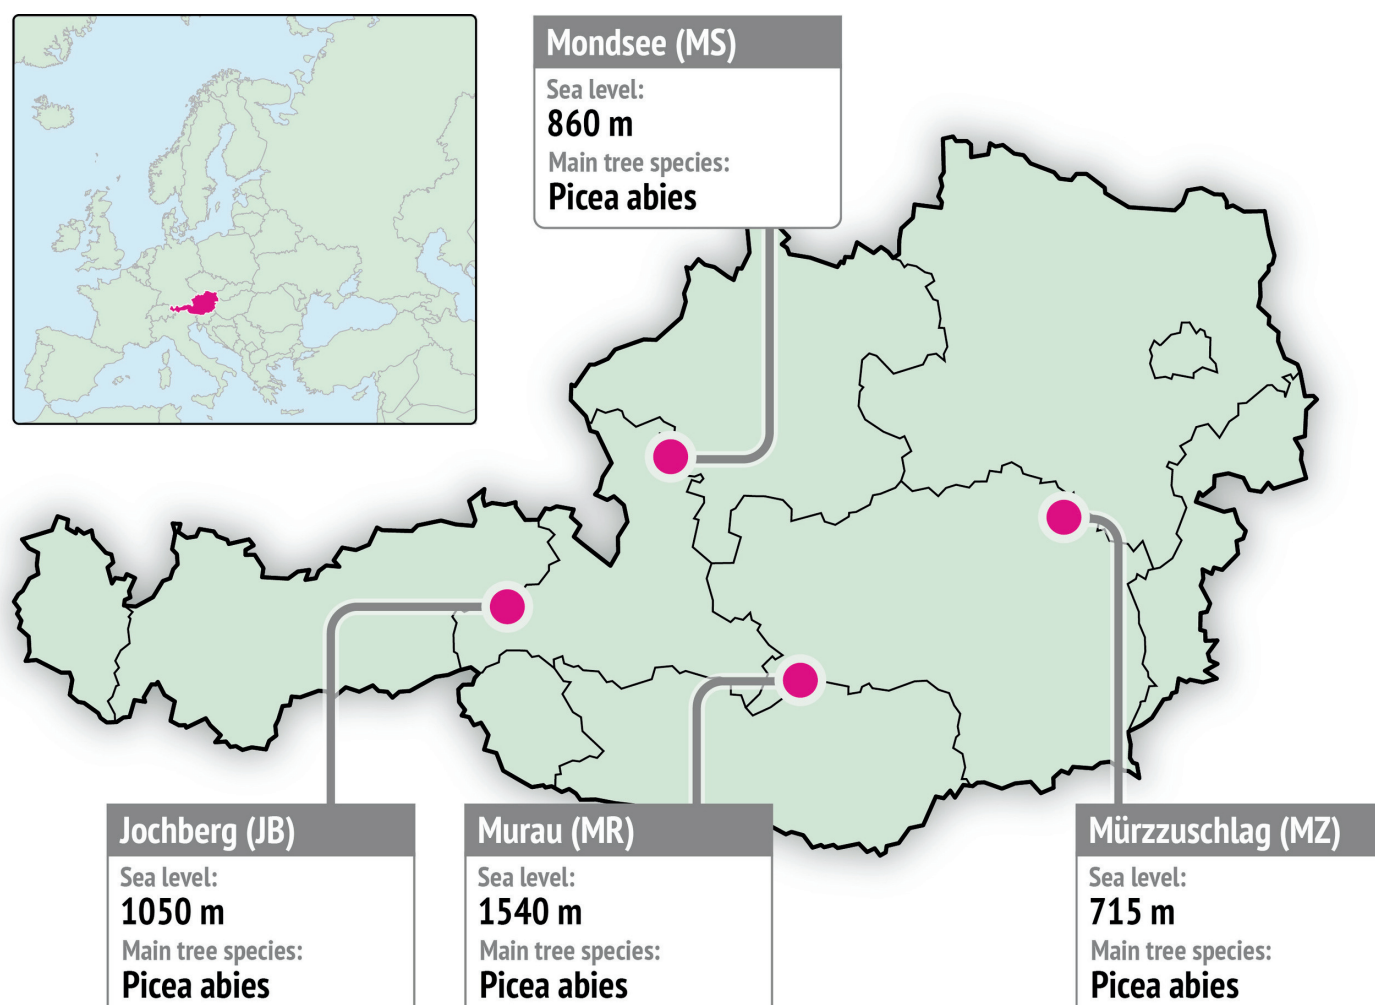 Mondsee (MS)
Sea level:
860 m
Main tree species:
Picea abies
Jochberg (JB)
Sea level:
1050 m
Main tree species:
Picea abies
Murau (MR)
Sea level:
1540 m
Main tree species:
Picea abies
Mürzzuschlag (MZ)
Sea level:
715 m
Main tree species:
Picea abies